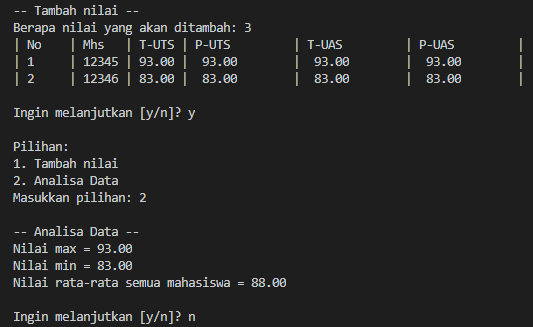 -- Tambah nilai --
Berapa nilai yang akan ditambah: 3
| No | Mhs | T-UTS | P-UTS | T-UAS | P-UAS |
| 1 | 12345 | 93.00 | 93.00 | 93.00 | 93.00 |
| 2 | 12346 | 83.00 | 83.00 | 83.00 | 83.00 |
Ingin melanjutkan [y/n]? y
Pilihan:
1. Tambah nilai
2. Analisa Data
Masukkan pilihan: 2
-- Analisa Data --
Nilai max = 93.00
Nilai min = 83.00
Nilai rata-rata semua mahasiswa = 88.00
Ingin melanjutkan [y/n]? n